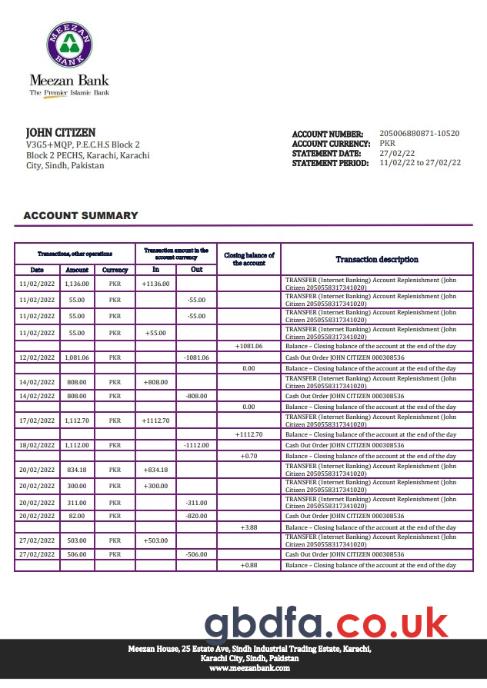 MEEZAN
BANK
Meezan Bank
The Premier Islamic Bank
JOHN CITIZEN
V3G5+MQP, P.E.C.H.S Block 2
Block 2 PECHS, Karachi, Karachi
City, Sindh, Pakistan
ACCOUNT NUMBER: 205006880871-10520
ACCOUNT CURRENCY: PKR
STATEMENT DATE: 27/02/22
STATEMENT PERIOD: 11/02/22 to 27/02/22
ACCOUNT SUMMARY
Transactions, other operations
Transaction amount in the
account currency
Closing balance of
the account
Transaction description
Date Amount Currency In Out
11/02/2022 1,136.00 PKR +1136.00 TRANSFER (Internet Banking) Account Replenishment (John
Citizen 2050558317341020)
11/02/2022 55.00 PKR -55.00 TRANSFER (Internet Banking) Account Replenishment (John
Citizen 2050558317341020)
11/02/2022 55.00 PKR -55.00 TRANSFER (Internet Banking) Account Replenishment (John
Citizen 2050558317341020)
11/02/2022 55.00 PKR +55.00 TRANSFER (Internet Banking) Account Replenishment (John
Citizen 2050558317341020)
+1081.06 Balance – Closing balance of the account at the end of the day
12/02/2022 1,081.06 PKR -1081.06 Cash Out Order JOHN CITIZEN 000308536
0.00 Balance – Closing balance of the account at the end of the day
14/02/2022 808.00 PKR +808.00 TRANSFER (Internet Banking) Account Replenishment (John
Citizen 2050558317341020)
14/02/2022 808.00 PKR -808.00 Cash Out Order JOHN CITIZEN 000308536
0.00 Balance – Closing balance of the account at the end of the day
17/02/2022 1,112.70 PKR +1112.70 TRANSFER (Internet Banking) Account Replenishment (John
Citizen 2050558317341020)
+1112.70 Balance – Closing balance of the account at the end of the day
18/02/2022 1,112.00 PKR -1112.00 Cash Out Order JOHN CITIZEN 000308536
+0.70 Balance – Closing balance of the account at the end of the day
20/02/2022 834.18 PKR +834.18 TRANSFER (Internet Banking) Account Replenishment (John
Citizen 2050558317341020)
20/02/2022 300.00 PKR +300.00 TRANSFER (Internet Banking) Account Replenishment (John
Citizen 2050558317341020)
20/02/2022 311.00 PKR -311.00 TRANSFER (Internet Banking) Account Replenishment (John
Citizen 2050558317341020)
20/02/2022 82.00 PKR -820.00 Cash Out Order JOHN CITIZEN 000308536
+3.88 Balance – Closing balance of the account at the end of the day
27/02/2022 503.00 PKR +503.00 TRANSFER (Internet Banking) Account Replenishment (John
Citizen 2050558317341020)
27/02/2022 506.00 PKR -506.00 Cash Out Order JOHN CITIZEN 000308536
+0.88 Balance – Closing balance of the account at the end of the day
gbdfa.co.uk
Meezan House, 25 Estate Ave, Sindh Industrial Trading Estate, Karachi,
Karachi City, Sindh, Pakistan
www.meezanbank.com